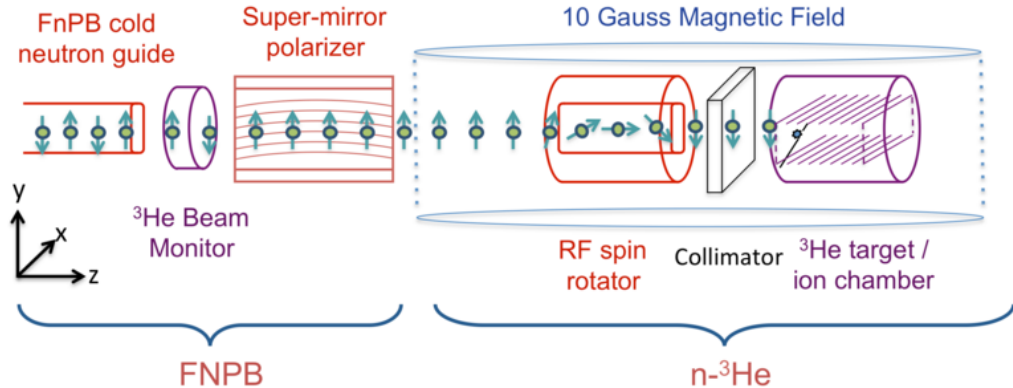 FnPB cold
neutron guide
Super-mirror
polarizer
10 Gauss Magnetic Field
y
x
z
³He Beam
Monitor
RF spin
rotator
Collimator
³He target /
ion chamber
FNPB
n-³He